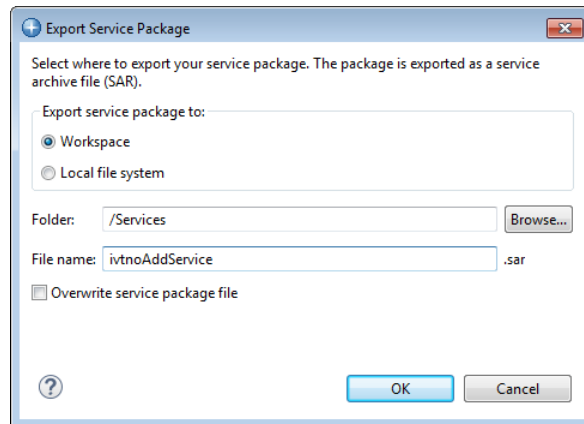 Export Service Package
Select where to export your service package. The package is exported as a service
archive file (SAR).
Export service package to:
Workspace
Local file system
Folder: /Services Browse...
File name: ivtnoAddService .sar
Overwrite service package file
? OK Cancel